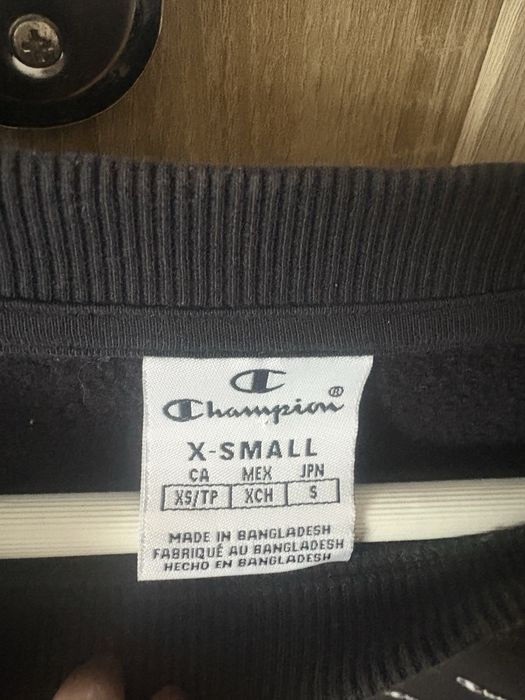 Champion®
X-SMALL
CA MEX JPN
XS/TP XCH S
MADE IN BANGLADESH
FABRIQUÉ AU BANGLADESH
HECHO EN BANGLADESH